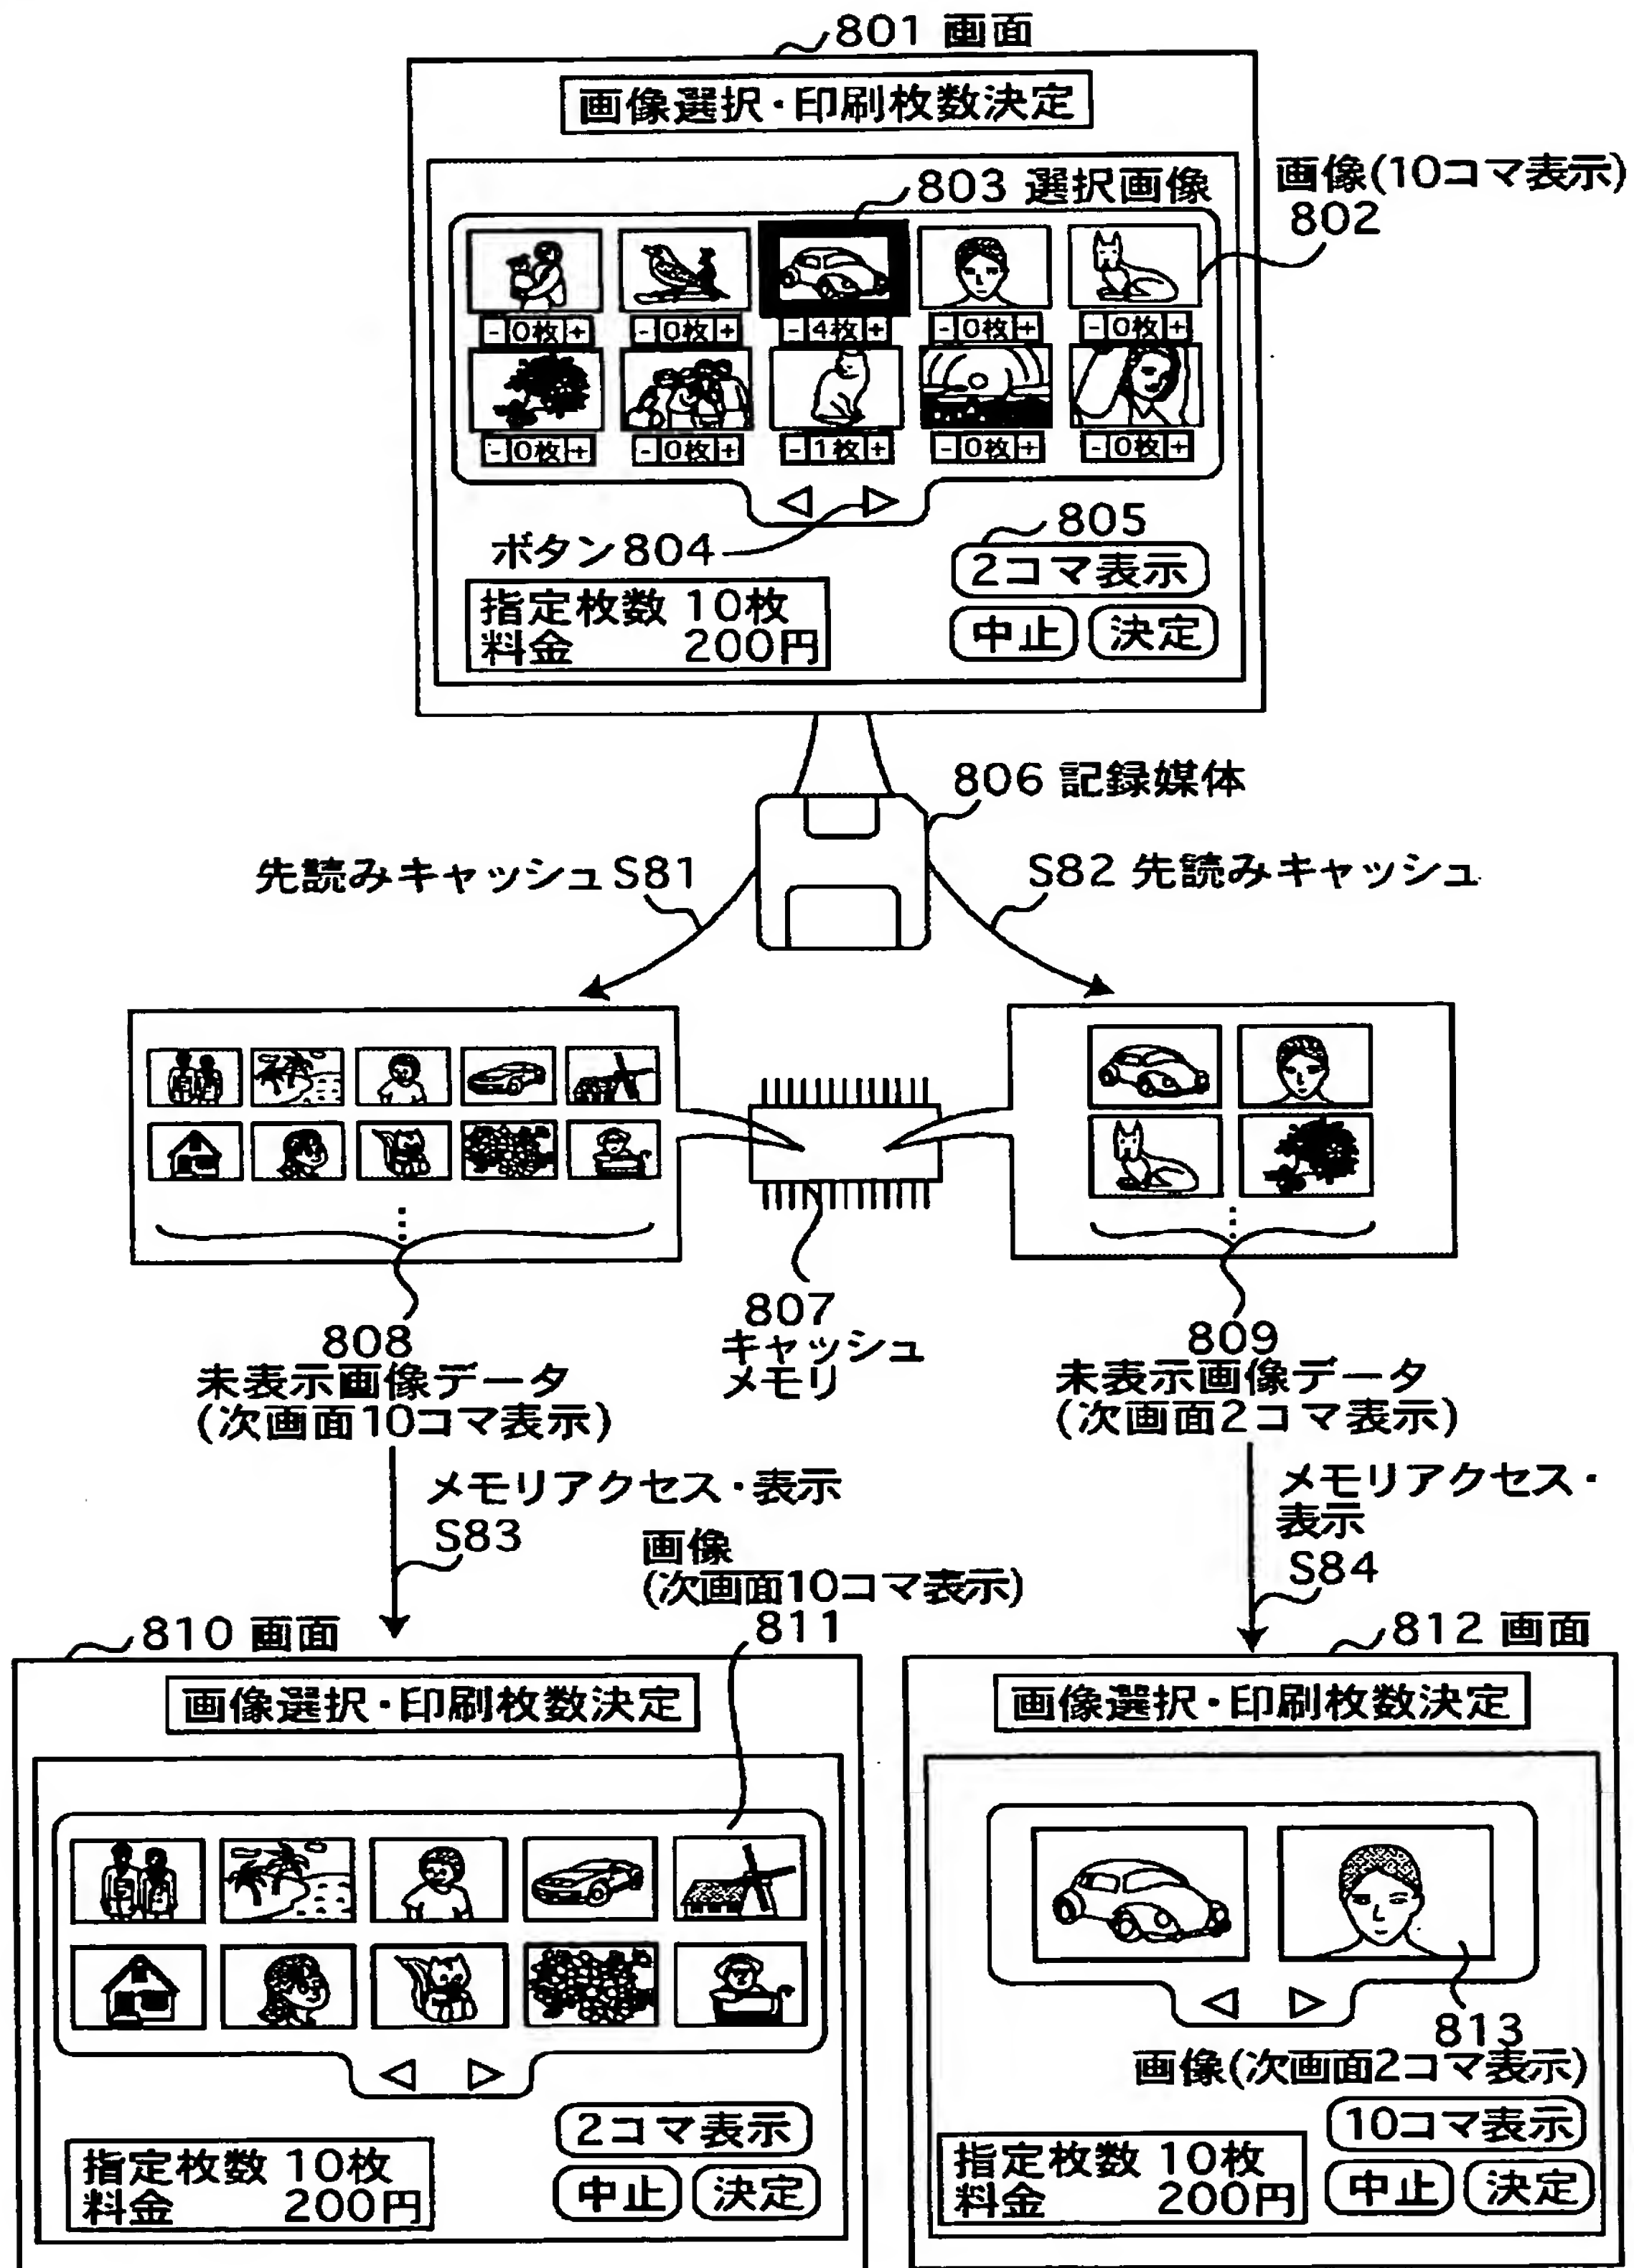 801 画面
画像選択・印刷枚数決定
803 選択画像
画像(10コマ表示)
802
- 0枚 + - 0枚 + - 4枚 + - 0枚 + - 0枚 +
- 0枚 + - 0枚 + - 1枚 + - 0枚 + - 0枚 +
ボタン804
805
2コマ表示
指定枚数 10枚
料金 200円
中止 決定
806 記録媒体
先読みキャッシュS81
S82 先読みキャッシュ
807
キャッシュ
メモリ
808
未表示画像データ
(次画面10コマ表示)
809
未表示画像データ
(次画面2コマ表示)
メモリアクセス・表示
S83
メモリアクセス・
表示
S84
画像
(次画面10コマ表示)
811
810 画面
画像選択・印刷枚数決定
2コマ表示
指定枚数 10枚
料金 200円
中止 決定
812 画面
画像選択・印刷枚数決定
813
画像(次画面2コマ表示)
10コマ表示
指定枚数 10枚
料金 200円
中止 決定